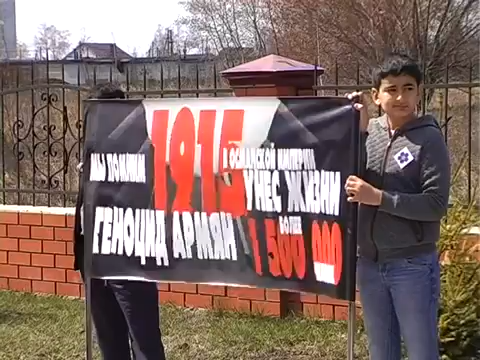 МЫ ПОМНИМ
1915
В ОСМАНСКОЙ ИМПЕРИИ
УНЕС ЖИЗНИ
ГЕНОЦИД АРМЯН
БОЛЕЕ
1 500 000